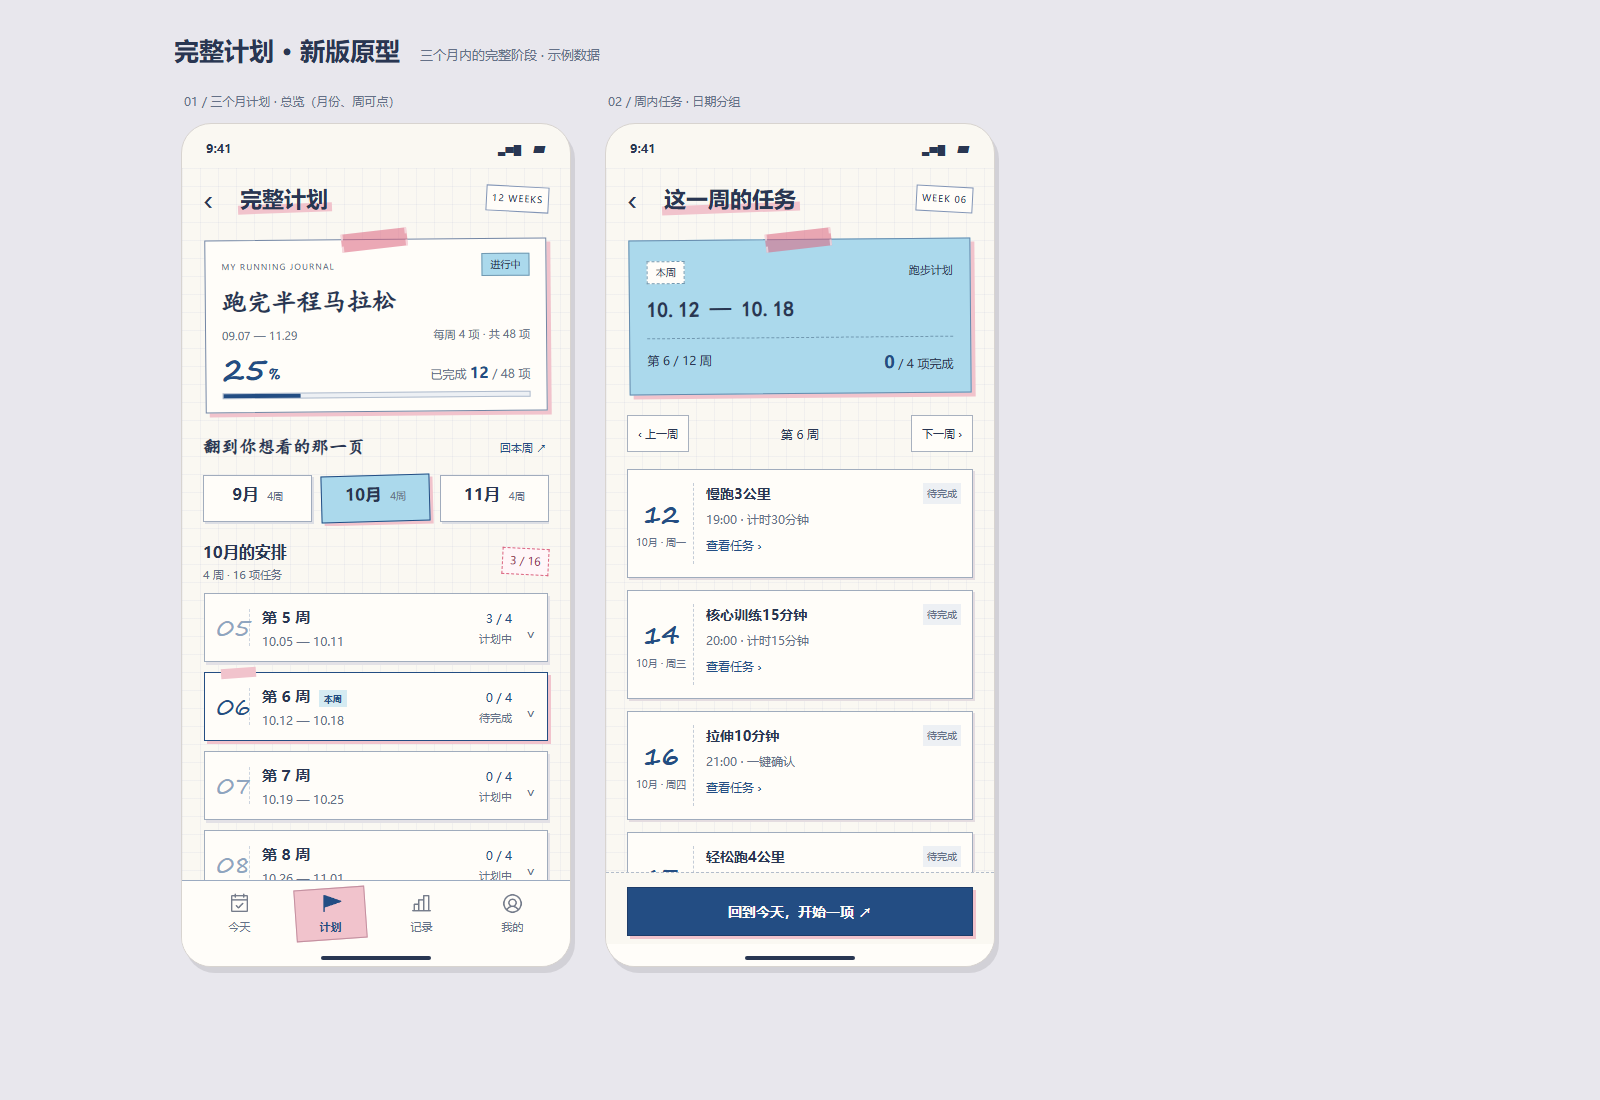 完整计划 · 新版原型 三个月内的完整阶段 · 示例数据
01 / 三个月计划 · 总览（月份、周可点）
9:41
‹ 完整计划 12 WEEKS
MY RUNNING JOURNAL 进行中
跑完半程马拉松
09.07 — 11.29 每周 4 项 · 共 48 项
25 % 已完成 12 / 48 项
翻到你想看的那一页 回本周 ↗
9月 4周 10月 4周 11月 4周
10月的安排 3 / 16
4 周 · 16 项任务
05 第 5 周 3 / 4
10.05 — 10.11 计划中
06 第 6 周 本周 0 / 4
10.12 — 10.18 待完成
07 第 7 周 0 / 4
10.19 — 10.25 计划中
08 第 8 周 0 / 4
10.26 — 11.01 计划中
今天 计划 记录 我的
02 / 周内任务 · 日期分组
9:41
‹ 这一周的任务 WEEK 06
本周 跑步计划
10.12 — 10.18
第 6 / 12 周 0 / 4 项完成
‹ 上一周 第 6 周 下一周 ›
慢跑3公里 待完成
12 19:00 · 计时30分钟
10月 · 周一 查看任务 ›
核心训练15分钟 待完成
14 20:00 · 计时15分钟
10月 · 周三 查看任务 ›
拉伸10分钟 待完成
16 21:00 · 一键确认
10月 · 周四 查看任务 ›
轻松跑4公里 待完成
回到今天，开始一项 ↗